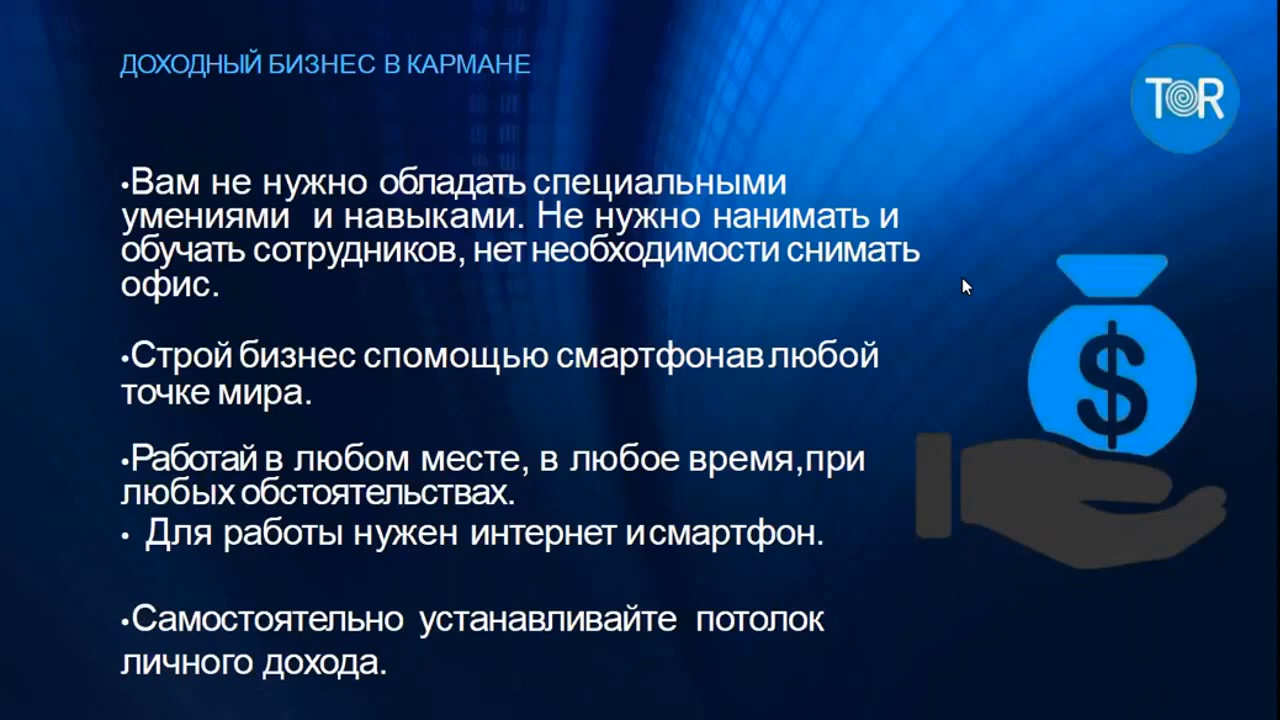 ДОХОДНЫЙ БИЗНЕС В КАРМАНЕ
TOR
•Вам не нужно обладать специальными
умениями и навыками. Не нужно нанимать и
обучать сотрудников, нет необходимости снимать
офис.
•Строй бизнес спомощью смартфонав любой
точке мира.
•Работай в любом месте, в любое время,при
любых обстоятельствах.
• Для работы нужен интернет исмартфон.
•Самостоятельно устанавливайте потолок
личного дохода.
$